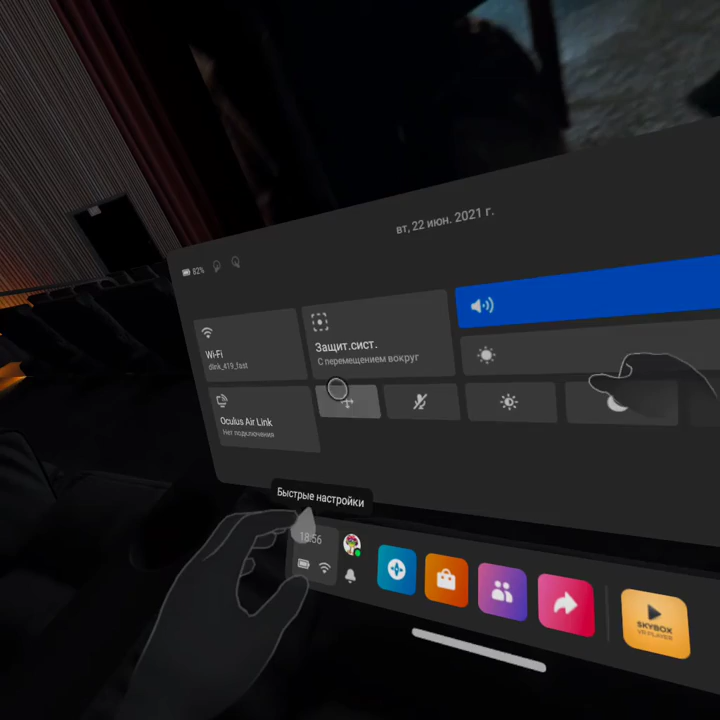 вт, 22 июн. 2021 г.
82%
Wi-Fi
dlink_419_fast
Защит.сист.
С перемещением вокруг
Oculus Air Link
Нет подключения
Быстрые настройки
18:56
SKYBOX
VR PLAYER